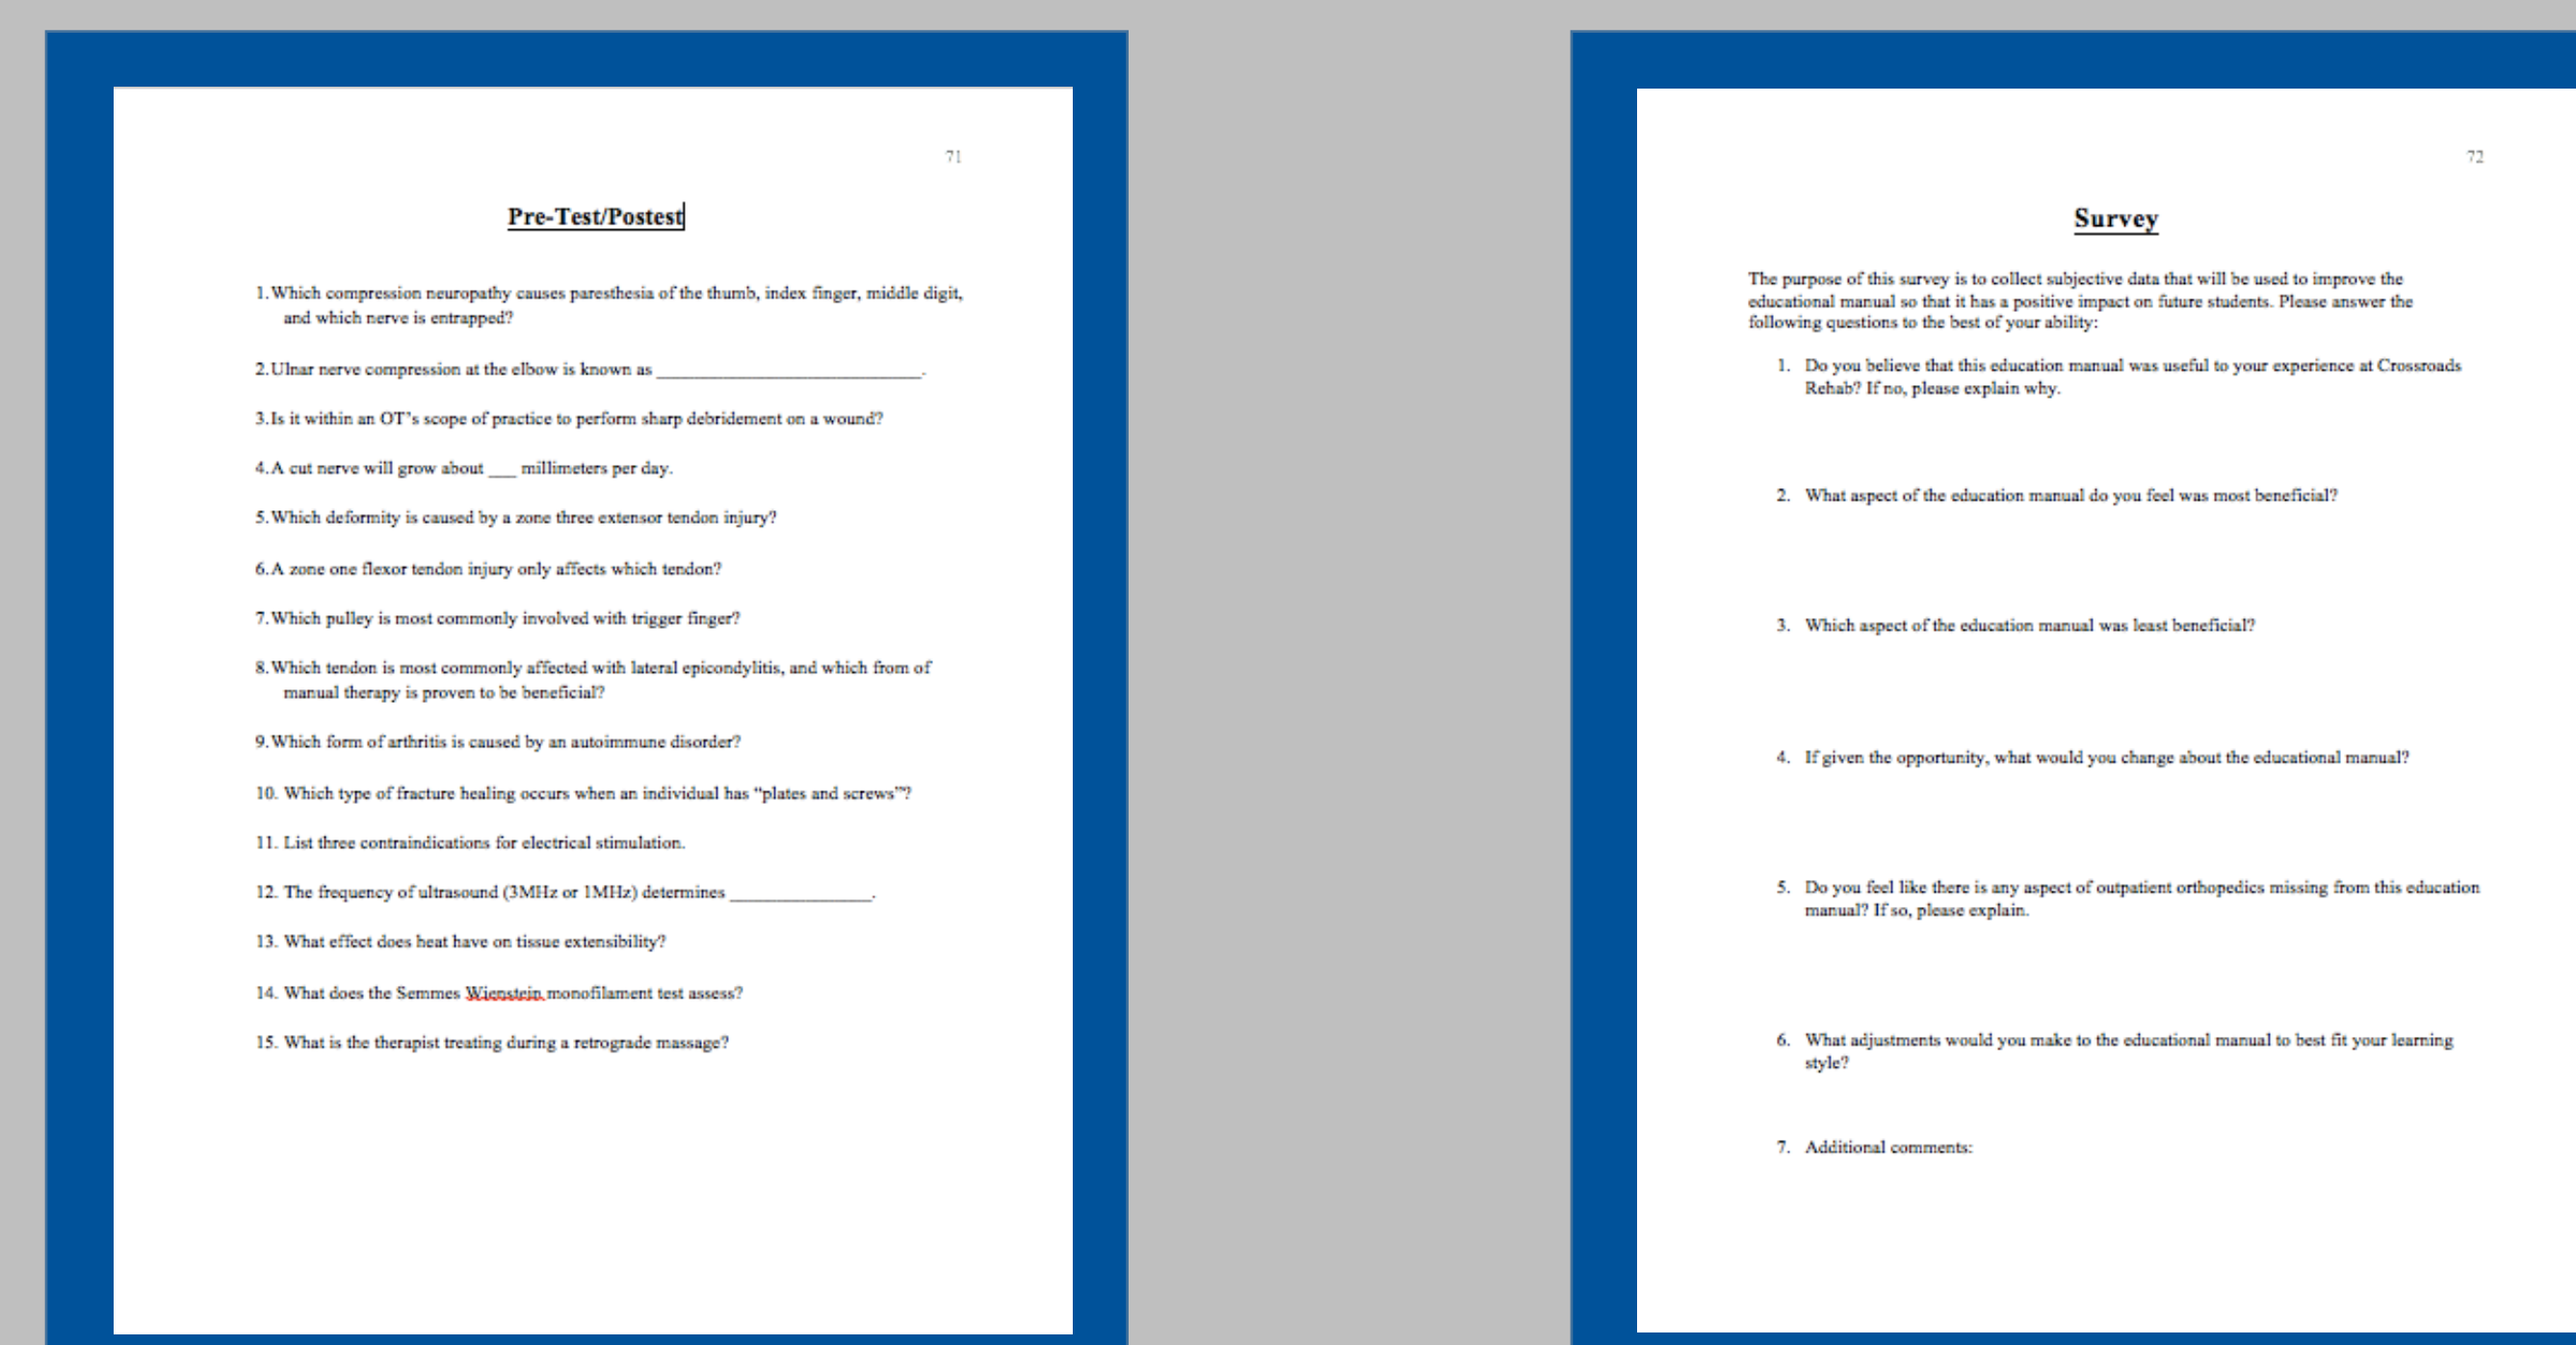 71
Pre-Test/Postest
1. Which compression neuropathy causes paresthesia of the thumb, index finger, middle digit,
and which nerve is entrapped?
2. Ulnar nerve compression at the elbow is known as ____________________________.
3. Is it within an OT's scope of practice to perform sharp debridement on a wound?
4. A cut nerve will grow about ___ millimeters per day.
5. Which deformity is caused by a zone three extensor tendon injury?
6. A zone one flexor tendon injury only affects which tendon?
7. Which pulley is most commonly involved with trigger finger?
8. Which tendon is most commonly affected with lateral epicondylitis, and which from of
manual therapy is proven to be beneficial?
9. Which form of arthritis is caused by an autoimmune disorder?
10. Which type of fracture healing occurs when an individual has “plates and screws”?
11. List three contraindications for electrical stimulation.
12. The frequency of ultrasound (3MHz or 1MHz) determines _______________.
13. What effect does heat have on tissue extensibility?
14. What does the Semmes Wienstein monofilament test assess?
15. What is the therapist treating during a retrograde massage?
72
Survey
The purpose of this survey is to collect subjective data that will be used to improve the
educational manual so that it has a positive impact on future students. Please answer the
following questions to the best of your ability:
1. Do you believe that this education manual was useful to your experience at Crossroads
Rehab? If no, please explain why.
2. What aspect of the education manual do you feel was most beneficial?
3. Which aspect of the education manual was least beneficial?
4. If given the opportunity, what would you change about the educational manual?
5. Do you feel like there is any aspect of outpatient orthopedics missing from this education
manual? If so, please explain.
6. What adjustments would you make to the educational manual to best fit your learning
style?
7. Additional comments: